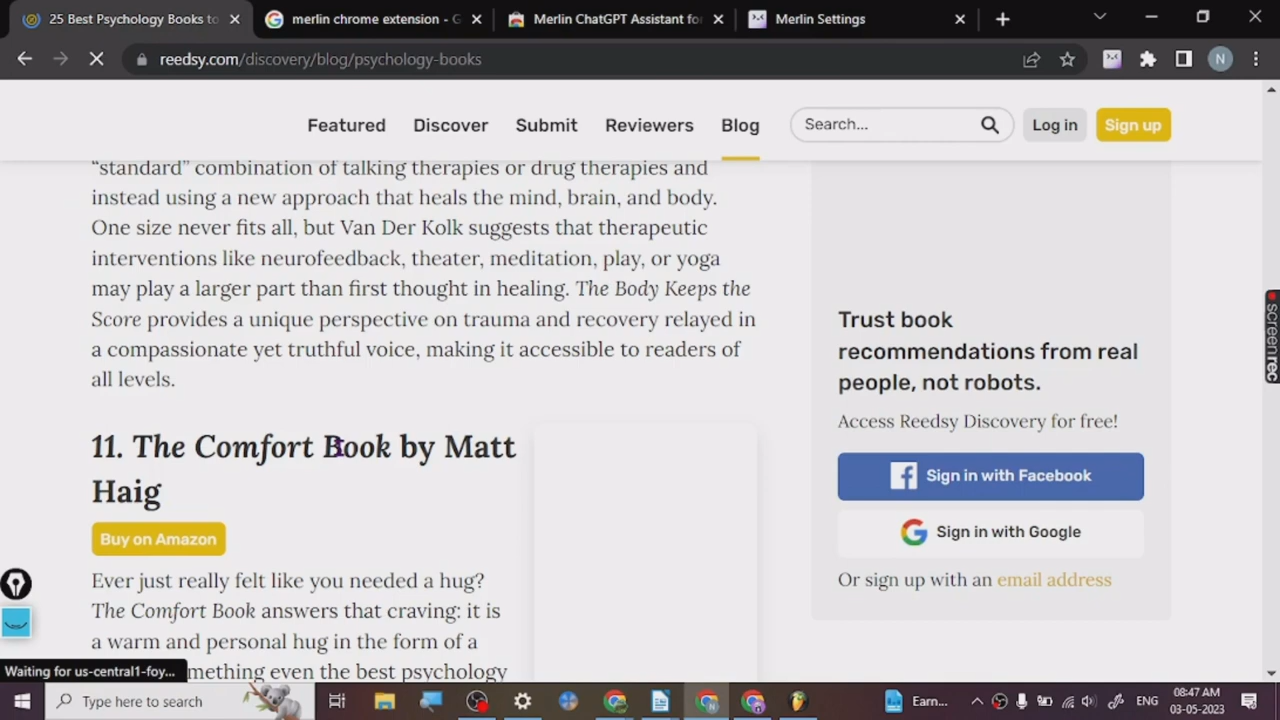 25 Best Psychology Books to
merlin chrome extension - G
Merlin ChatGPT Assistant for
Merlin Settings
reedsy.com/discovery/blog/psychology-books
N
Featured
Discover
Submit
Reviewers
Blog
Search...
Log in
Sign up
“standard” combination of talking therapies or drug therapies and
instead using a new approach that heals the mind, brain, and body.
One size never fits all, but Van Der Kolk suggests that therapeutic
interventions like neurofeedback, theater, meditation, play, or yoga
may play a larger part than first thought in healing. The Body Keeps the
Score provides a unique perspective on trauma and recovery relayed in
a compassionate yet truthful voice, making it accessible to readers of
all levels.
11. The Comfort Book by Matt
Haig
Buy on Amazon
Ever just really felt like you needed a hug?
The Comfort Book answers that craving: it is
a warm and personal hug in the form of a
mething even the best psychology
Trust book
recommendations from real
people, not robots.
Access Reedsy Discovery for free!
Sign in with Facebook
Sign in with Google
Or sign up with an email address
screenrec
Waiting for us-central1-foy...
Type here to search
Earn...
ENG
08:47 AM
03-05-2023